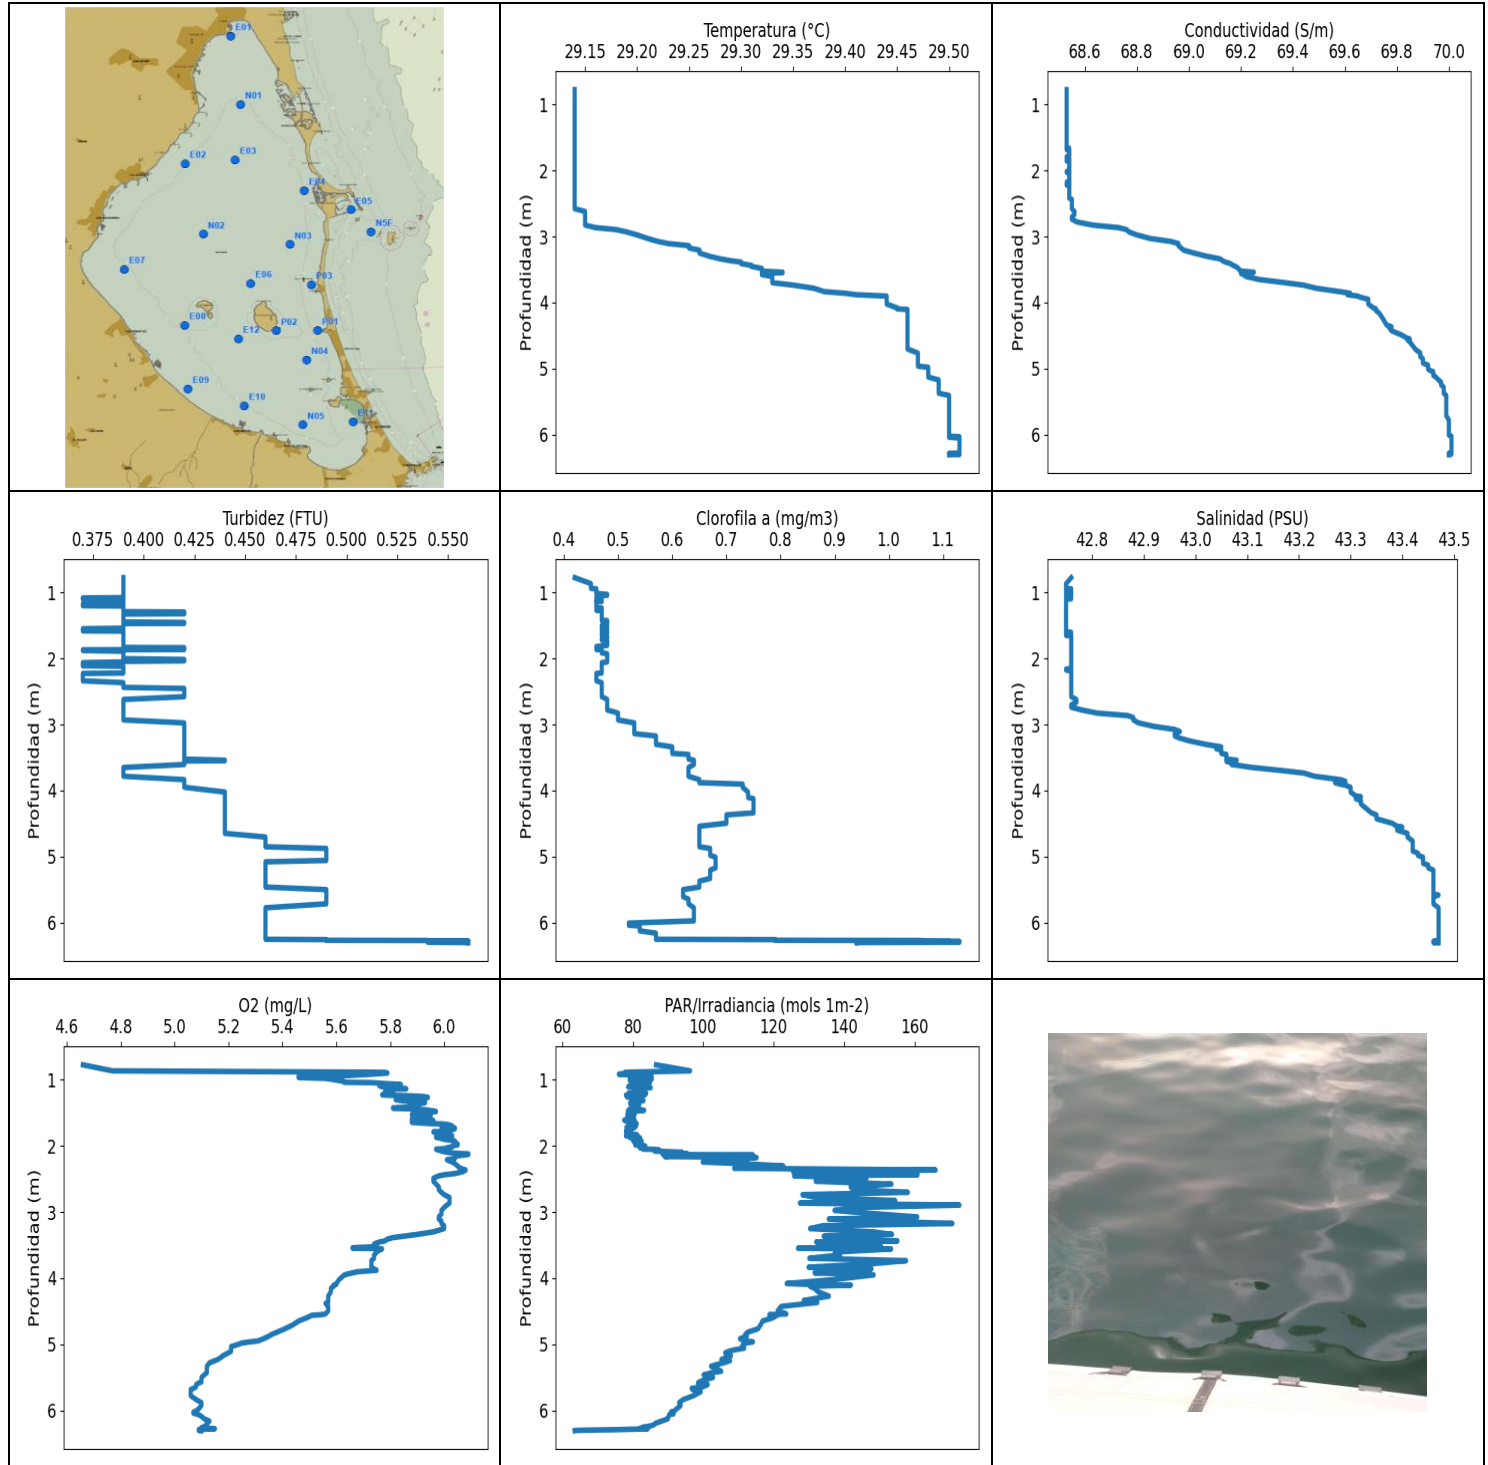 E01
N01
E02
E03
E04
E05
N5F
N02
N03
E07
E06
P03
E08
P02
P01
E12
N04
E09
E10
N05
E11
Temperatura (°C)
29.15 29.20 29.25 29.30 29.35 29.40 29.45 29.50
Profundidad (m)
1
2
3
4
5
6
Conductividad (S/m)
68.6 68.8 69.0 69.2 69.4 69.6 69.8 70.0
Profundidad (m)
1
2
3
4
5
6
Turbidez (FTU)
0.375 0.400 0.425 0.450 0.475 0.500 0.525 0.550
Profundidad (m)
1
2
3
4
5
6
Clorofila a (mg/m3)
0.4 0.5 0.6 0.7 0.8 0.9 1.0 1.1
Profundidad (m)
1
2
3
4
5
6
Salinidad (PSU)
42.8 42.9 43.0 43.1 43.2 43.3 43.4 43.5
Profundidad (m)
1
2
3
4
5
6
O2 (mg/L)
4.6 4.8 5.0 5.2 5.4 5.6 5.8 6.0
Profundidad (m)
1
2
3
4
5
6
PAR/Irradiancia (mols 1m-2)
60 80 100 120 140 160
Profundidad (m)
1
2
3
4
5
6